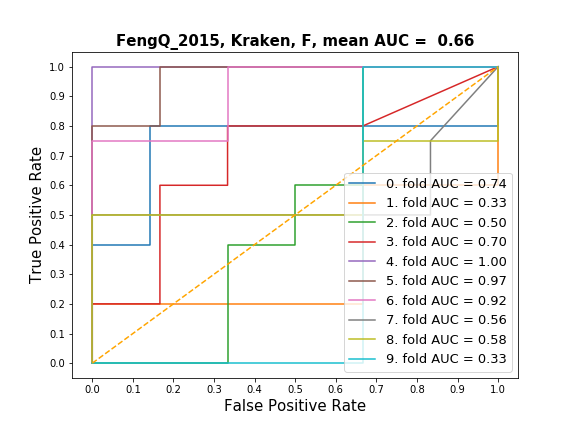 FengQ_2015, Kraken, F, mean AUC =  0.66
True Positive Rate
1.0
0.9
0.8
0.7
0.6
0.5
0.4
0.3
0.2
0.1
0.0
0. fold AUC = 0.74
1. fold AUC = 0.33
2. fold AUC = 0.50
3. fold AUC = 0.70
4. fold AUC = 1.00
5. fold AUC = 0.97
6. fold AUC = 0.92
7. fold AUC = 0.56
8. fold AUC = 0.58
9. fold AUC = 0.33
0.0 0.1 0.2 0.3 0.4 0.5 0.6 0.7 0.8 0.9 1.0
False Positive Rate